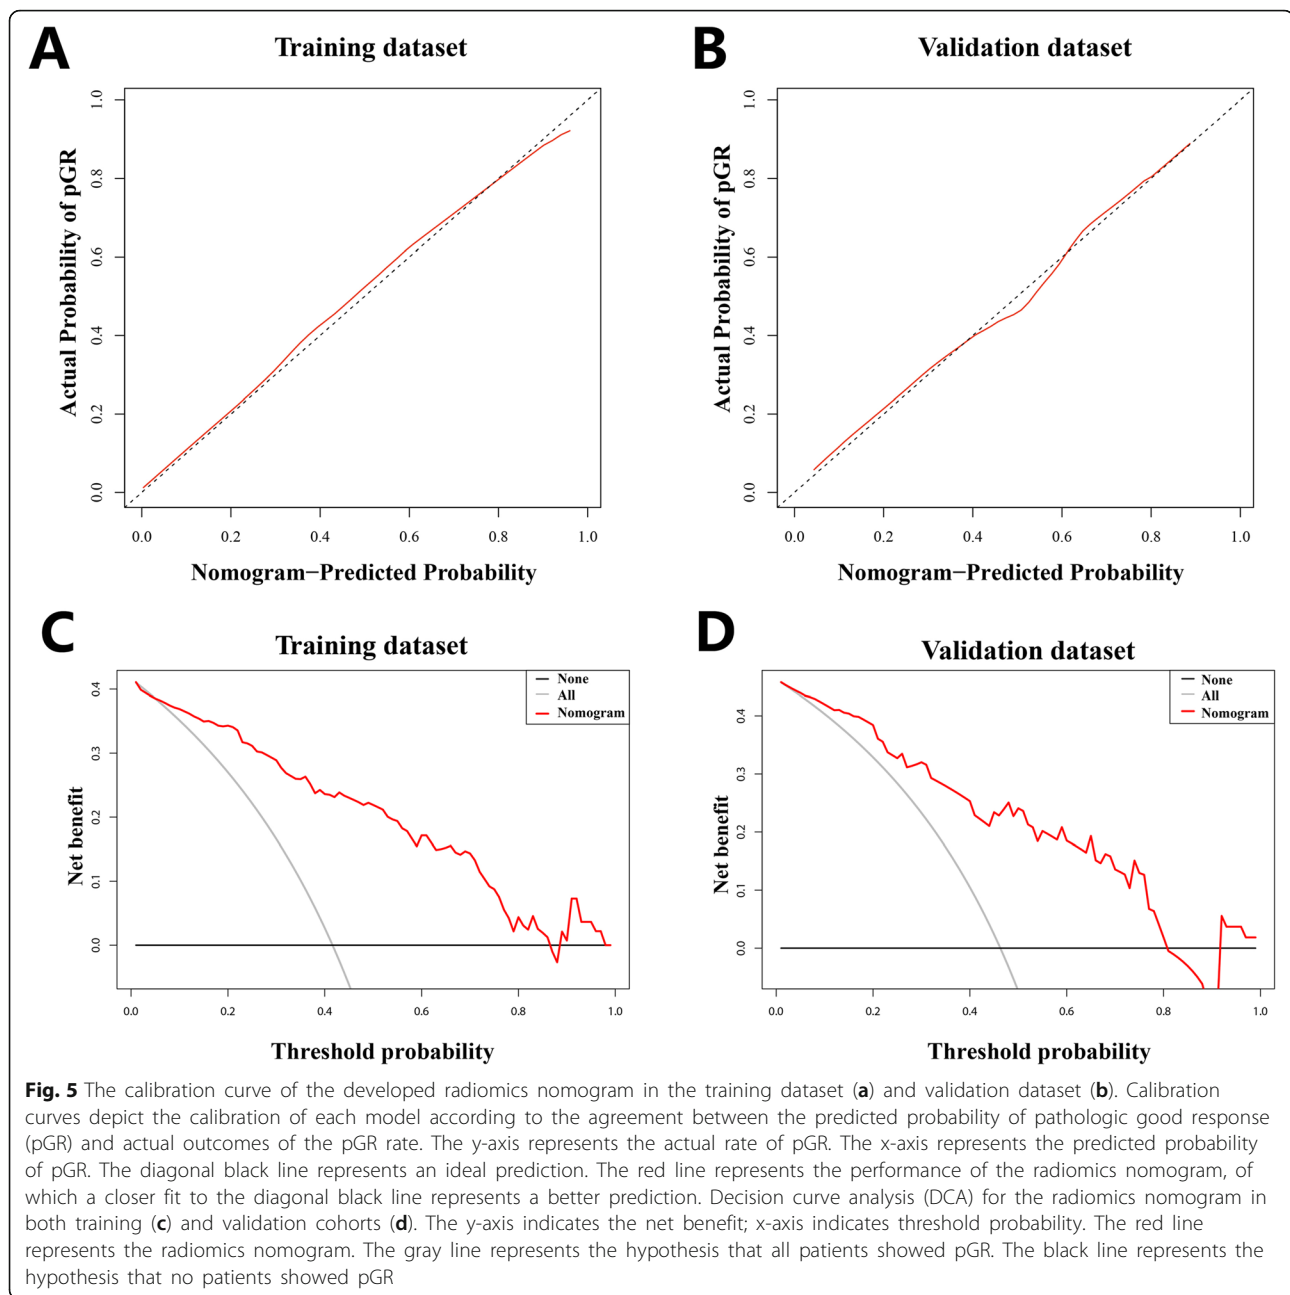 A
Training dataset
Actual Probability of pGR
1.0
0.8
0.6
0.4
0.2
0.0
0.0 0.2 0.4 0.6 0.8 1.0
Nomogram−Predicted Probability
B
Validation dataset
Actual Probability of pGR
1.0
0.8
0.6
0.4
0.2
0.0
0.0 0.2 0.4 0.6 0.8 1.0
Nomogram−Predicted Probability
C
Training dataset
None
All
Nomogram
Net benefit
0.4
0.3
0.2
0.1
0.0
0.0 0.2 0.4 0.6 0.8 1.0
Threshold probability
D
Validation dataset
None
All
Nomogram
Net benefit
0.4
0.3
0.2
0.1
0.0
0.0 0.2 0.4 0.6 0.8 1.0
Threshold probability
Fig. 5 The calibration curve of the developed radiomics nomogram in the training dataset (a) and validation dataset (b). Calibration
curves depict the calibration of each model according to the agreement between the predicted probability of pathologic good response
(pGR) and actual outcomes of the pGR rate. The y-axis represents the actual rate of pGR. The x-axis represents the predicted probability
of pGR. The diagonal black line represents an ideal prediction. The red line represents the performance of the radiomics nomogram, of
which a closer fit to the diagonal black line represents a better prediction. Decision curve analysis (DCA) for the radiomics nomogram in
both training (c) and validation cohorts (d). The y-axis indicates the net benefit; x-axis indicates threshold probability. The red line
represents the radiomics nomogram. The gray line represents the hypothesis that all patients showed pGR. The black line represents the
hypothesis that no patients showed pGR